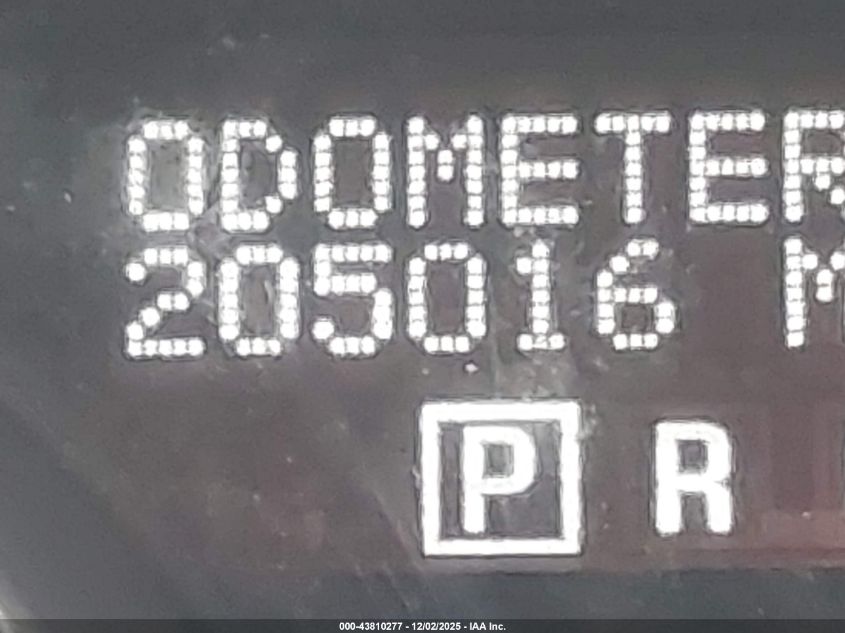 ODOMETER
205016 M
P R
000-43810277 - 12/02/2025 - IAA Inc.